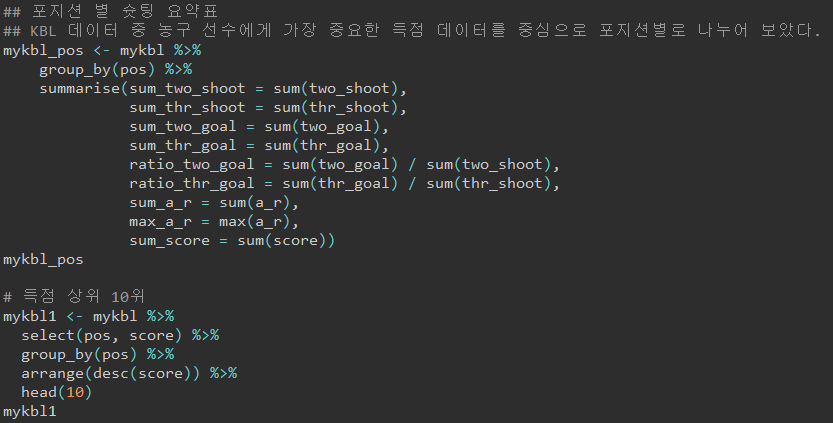 ## 포지션 별 슛팅 요약표
## KBL 데이터 중 농구 선수에게 가장 중요한 득점 데이터를 중심으로 포지션별로 나누어 보았다.
mykbl_pos <- mykbl %>%
    group_by(pos) %>%
    summarise(sum_two_shoot = sum(two_shoot),
              sum_thr_shoot = sum(thr_shoot),
              sum_two_goal = sum(two_goal),
              sum_thr_goal = sum(thr_goal),
              ratio_two_goal = sum(two_goal) / sum(two_shoot),
              ratio_thr_goal = sum(thr_goal) / sum(thr_shoot),
              sum_a_r = sum(a_r),
              max_a_r = max(a_r),
              sum_score = sum(score))
mykbl_pos

# 득점 상위 10위
mykbl1 <- mykbl %>%
  select(pos, score) %>%
  group_by(pos) %>%
  arrange(desc(score)) %>%
  head(10)
mykbl1